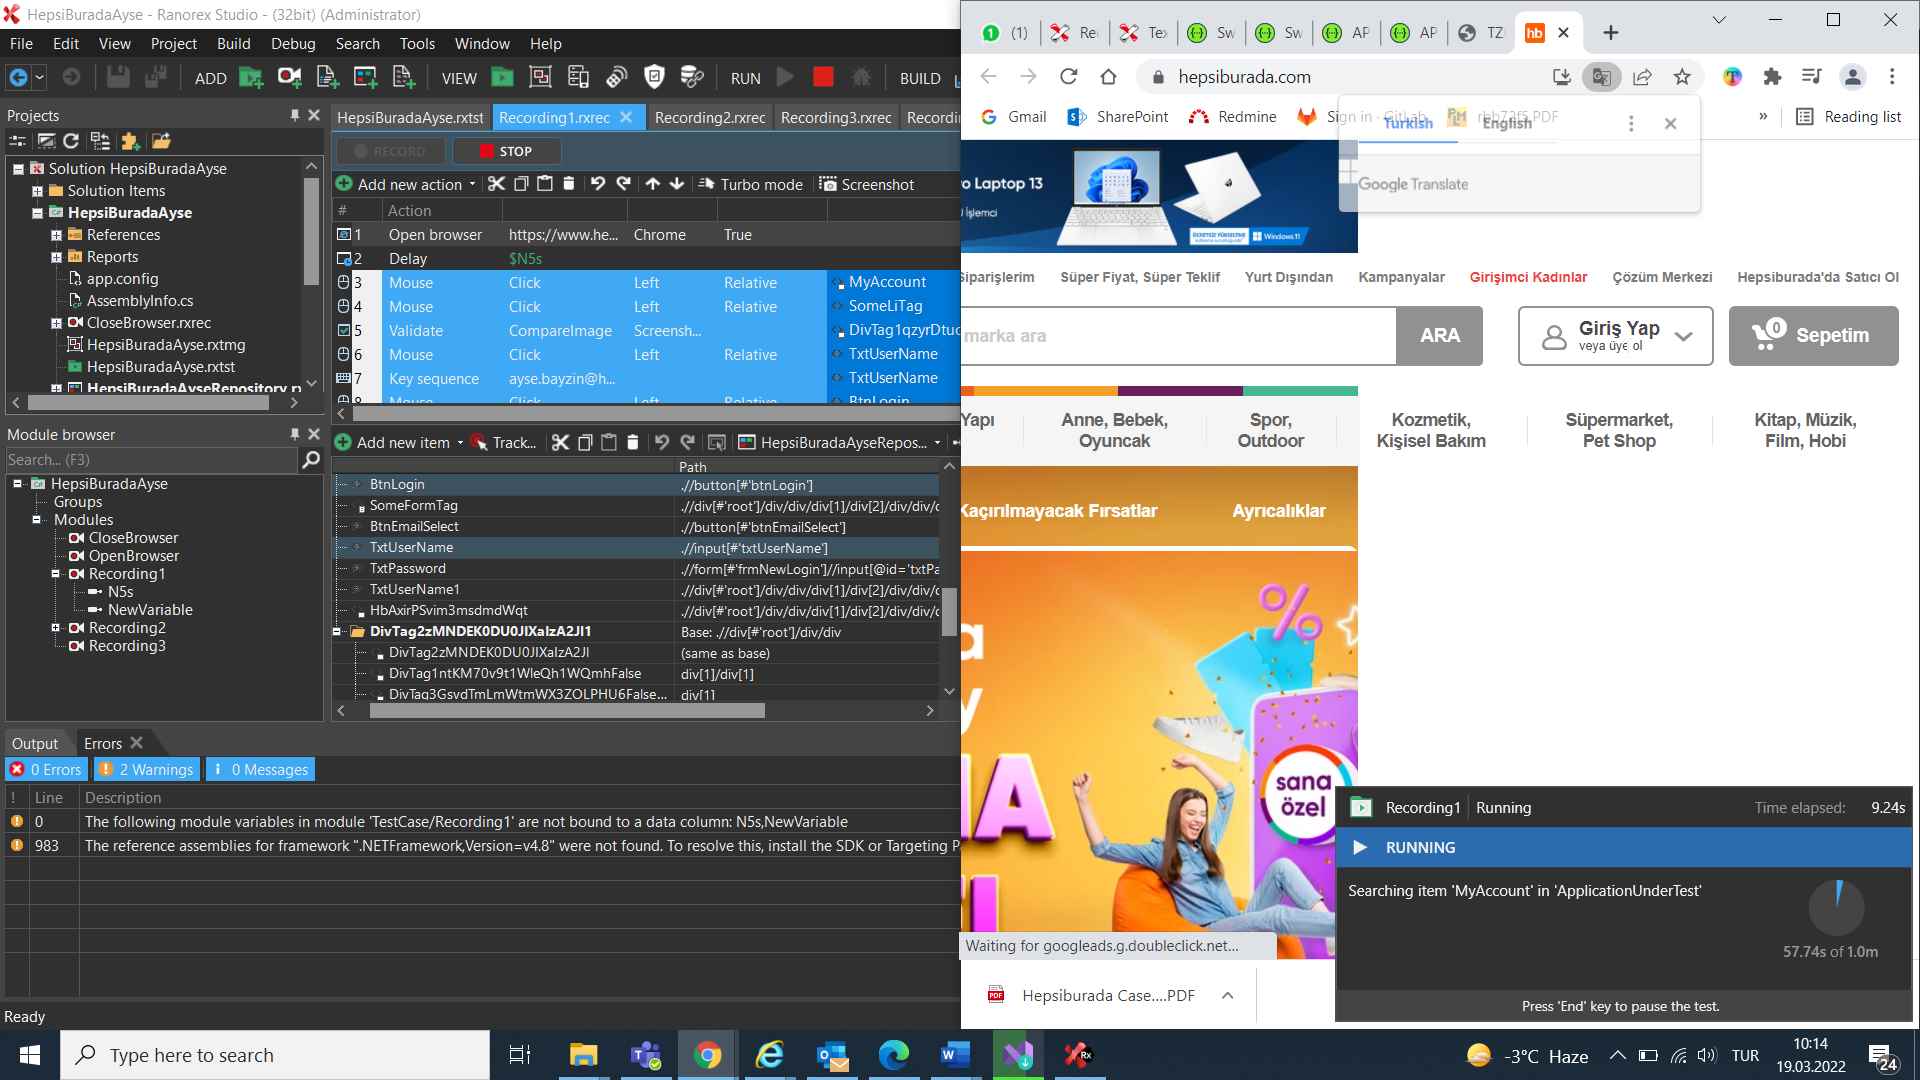 HepsiBuradaAyse - Ranorex Studio - (32bit) (Administrator)
File Edit View Project Build Debug Search Tools Window Help
ADD VIEW RUN BUILD
Projects
Solution HepsiBuradaAyse
Solution Items
HepsiBuradaAyse
References
Reports
app.config
AssemblyInfo.cs
CloseBrowser.rxrec
HepsiBuradaAyse.rxtmg
HepsiBuradaAyse.rxtst
HepsiBuradaAyseRepository.rx
Module browser
Search... (F3)
HepsiBuradaAyse
Groups
Modules
CloseBrowser
OpenBrowser
Recording1
N5s
NewVariable
Recording2
Recording3
HepsiBuradaAyse.rxtst Recording1.rxrec Recording2.rxrec Recording3.rxrec Recordin
RECORD STOP
Add new action Turbo mode Screenshot
# Action
1 Open browser https://www.he... Chrome True
2 Delay $N5s
3 Mouse Click Left Relative MyAccount
4 Mouse Click Left Relative SomeLiTag
5 Validate CompareImage Screensh... DivTag1qzyrDtuc
6 Mouse Click Left Relative TxtUserName
7 Key sequence ayse.bayzin@h... TxtUserName
8 Mouse Click Left Relative BtnLogin
Add new item Track... HepsiBuradaAyseRepos...
Path
BtnLogin .//button[#'btnLogin']
SomeFormTag .//div[#'root']/div/div/div[1]/div[2]/div/div/c
BtnEmailSelect .//button[#'btnEmailSelect']
TxtUserName .//input[#'txtUserName']
TxtPassword .//form[#'frmNewLogin']//input[@id='txtPa
TxtUserName1 .//div[#'root']/div/div/div[1]/div[2]/div/div/c
HbAxirPSvim3msdmdWqt .//div[#'root']/div/div/div[1]/div[2]/div/div/c
DivTag2zMNDEK0DU0JIXaIzA2JI1 Base: .//div[#'root']/div/div
DivTag2zMNDEK0DU0JIXaIzA2JI (same as base)
DivTag1ntKM70v9t1WleQh1WQmhFalse div[1]/div[1]
DivTag3GsvdTmLmWtmWX3ZOLPHU6False... div[1]
Output Errors
0 Errors 2 Warnings 0 Messages
! Line Description
0 The following module variables in module 'TestCase/Recording1' are not bound to a data column: N5s,NewVariable
983 The reference assemblies for framework ".NETFramework,Version=v4.8" were not found. To resolve this, install the SDK or Targeting P
Ready
1 (1) Re Tex Sw Sw AP AP TZ hb
hepsiburada.com
Gmail SharePoint Redmine Sign in · GitLab PDF » Reading list
Turkish English
Google Translate
o Laptop 13
İşlemci
Windows 11
Siparişlerim Süper Fiyat, Süper Teklif Yurt Dışından Kampanyalar Girişimci Kadınlar Çözüm Merkezi Hepsiburada'da Satıcı Ol
marka ara ARA
Giriş Yap
veya üye ol
0 Sepetim
Yapı
Anne, Bebek,
Oyuncak
Spor,
Outdoor
Kozmetik,
Kişisel Bakım
Süpermarket,
Pet Shop
Kitap, Müzik,
Film, Hobi
Kaçırılmayacak Fırsatlar Ayrıcalıklar
%
sana
özel
Recording1 Running Time elapsed: 9.24s
RUNNING
Searching item 'MyAccount' in 'ApplicationUnderTest'
57.74s of 1.0m
Press 'End' key to pause the test.
Waiting for googleads.g.doubleclick.net...
PDF Hepsiburada Case....PDF
Type here to search
-3°C Haze TUR
10:14
19.03.2022
24